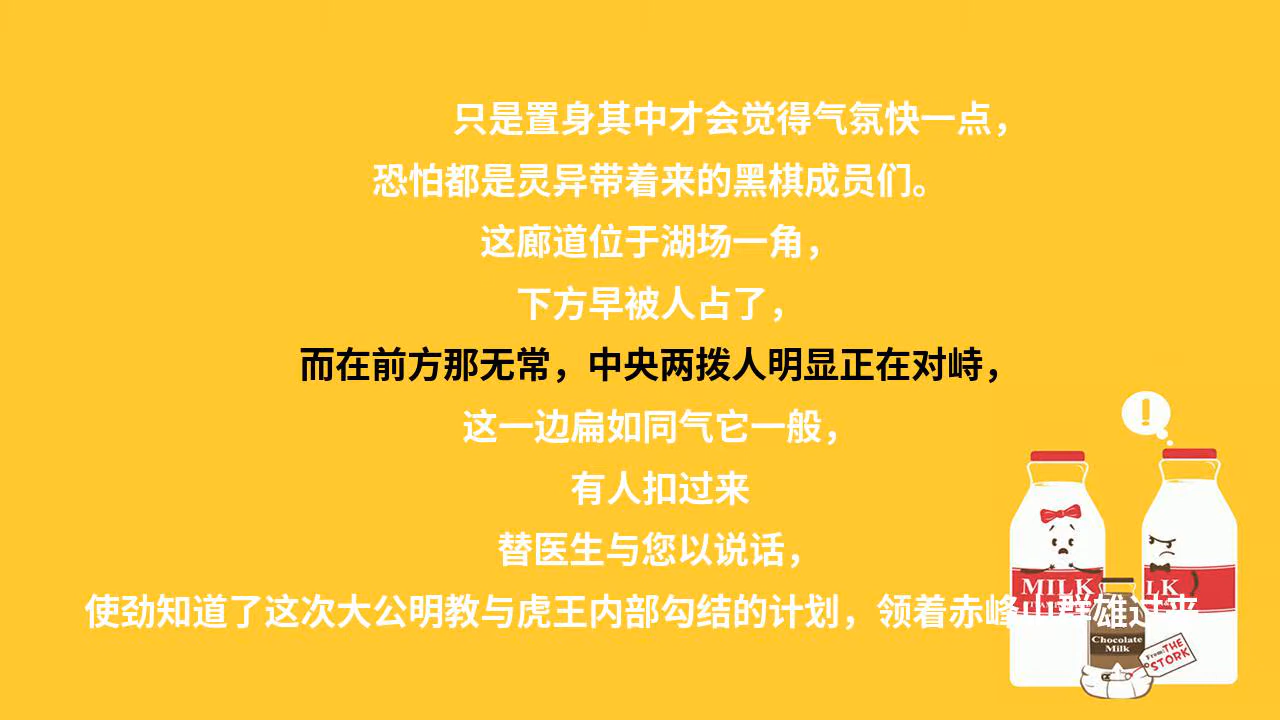 只是置身其中才会觉得气氛快一点，
恐怕都是灵异带着来的黑棋成员们。
这廊道位于湖场一角，
下方早被人占了，
而在前方那无常，中央两拨人明显正在对峙，
这一边扁如同气它一般，
有人扣过来
替医生与您以说话，
使劲知道了这次大公明教与虎王内部勾结的计划，领着赤峰山群雄过来
!
MILK
LK
Chocolate
Milk
From: THE
STORK